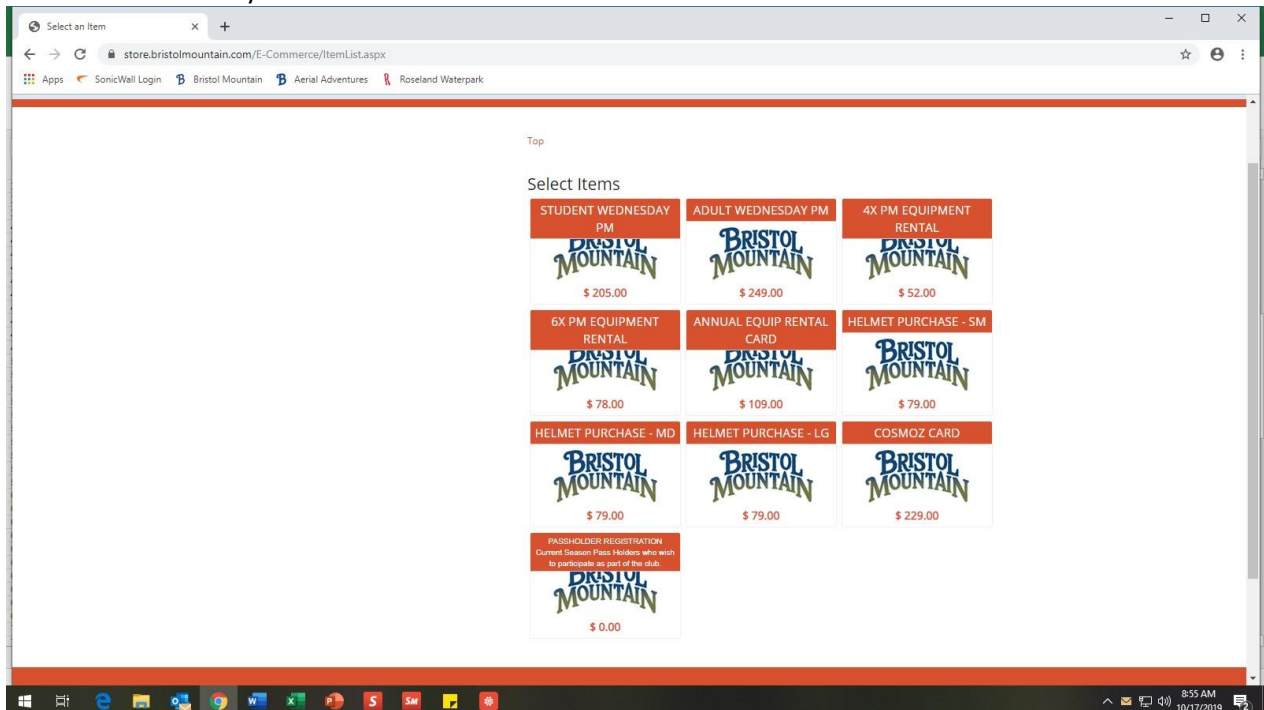 Select an Item
store.bristolmountain.com/E-Commerce/ItemList.aspx
Apps SonicWall Login Bristol Mountain Aerial Adventures Roseland Waterpark
Top
Select Items
STUDENT WEDNESDAY PM
BRISTOL
MOUNTAIN
$ 205.00
ADULT WEDNESDAY PM
BRISTOL
MOUNTAIN
$ 249.00
4X PM EQUIPMENT
RENTAL
BRISTOL
MOUNTAIN
$ 52.00
6X PM EQUIPMENT
RENTAL
BRISTOL
MOUNTAIN
$ 78.00
ANNUAL EQUIP RENTAL
CARD
BRISTOL
MOUNTAIN
$ 109.00
HELMET PURCHASE - SM
BRISTOL
MOUNTAIN
$ 79.00
HELMET PURCHASE - MD
BRISTOL
MOUNTAIN
$ 79.00
HELMET PURCHASE - LG
BRISTOL
MOUNTAIN
$ 79.00
COSMOZ CARD
BRISTOL
MOUNTAIN
$ 229.00
PASSHOLDER REGISTRATION
Current Season Pass Holders who wish
to participate as part of the club.
BRISTOL
MOUNTAIN
$ 0.00
8:55 AM
10/17/2019